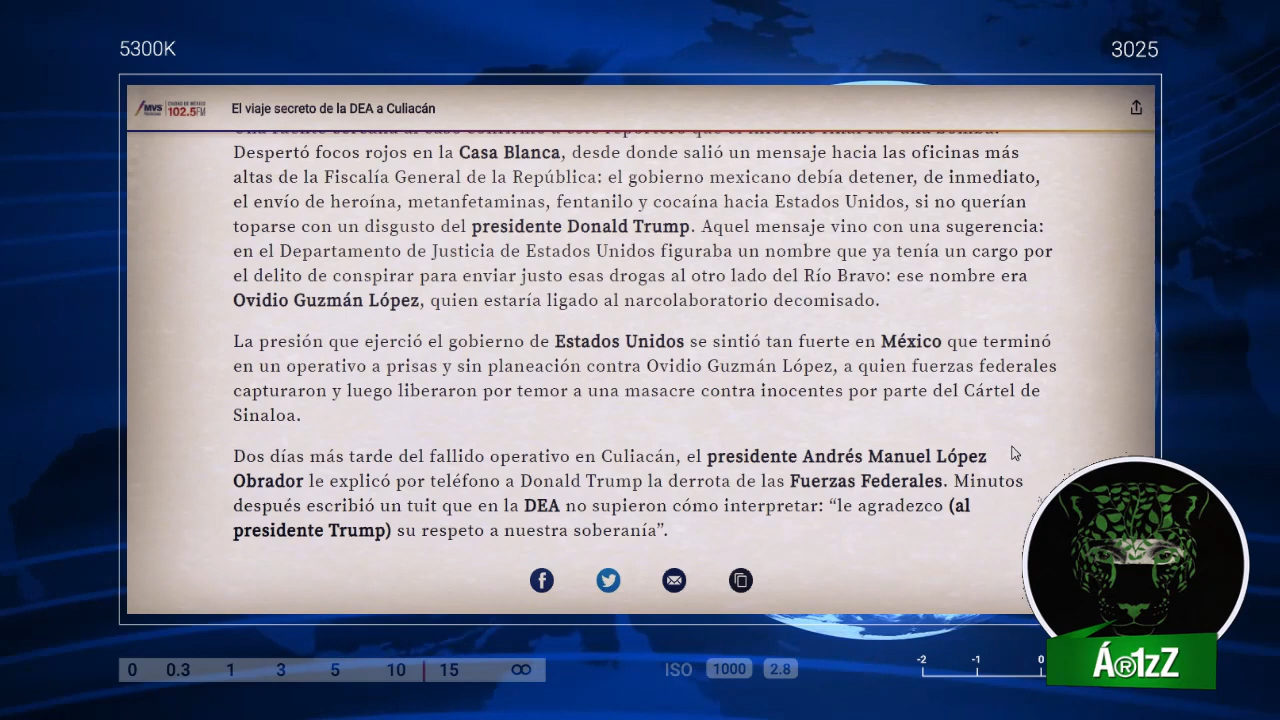 5300K
3025
MVS
CIUDAD DE MÉXICO
102.5FM
El viaje secreto de la DEA a Culiacán
Despertó focos rojos en la Casa Blanca, desde donde salió un mensaje hacia las oficinas más
altas de la Fiscalía General de la República: el gobierno mexicano debía detener, de inmediato,
el envío de heroína, metanfetaminas, fentanilo y cocaína hacia Estados Unidos, si no querían
toparse con un disgusto del presidente Donald Trump. Aquel mensaje vino con una sugerencia:
en el Departamento de Justicia de Estados Unidos figuraba un nombre que ya tenía un cargo por
el delito de conspirar para enviar justo esas drogas al otro lado del Río Bravo: ese nombre era
Ovidio Guzmán López, quien estaría ligado al narcolaboratorio decomisado.
La presión que ejerció el gobierno de Estados Unidos se sintió tan fuerte en México que terminó
en un operativo a prisas y sin planeación contra Ovidio Guzmán López, a quien fuerzas federales
capturaron y luego liberaron por temor a una masacre contra inocentes por parte del Cártel de
Sinaloa.
Dos días más tarde del fallido operativo en Culiacán, el presidente Andrés Manuel López
Obrador le explicó por teléfono a Donald Trump la derrota de las Fuerzas Federales. Minutos
después escribió un tuit que en la DEA no supieron cómo interpretar: “le agradezco (al
presidente Trump) su respeto a nuestra soberanía”.
0 0.3 1 3 5 10 15 ∞
ISO 1000 2.8
-2 -1 0
Á®1zZ